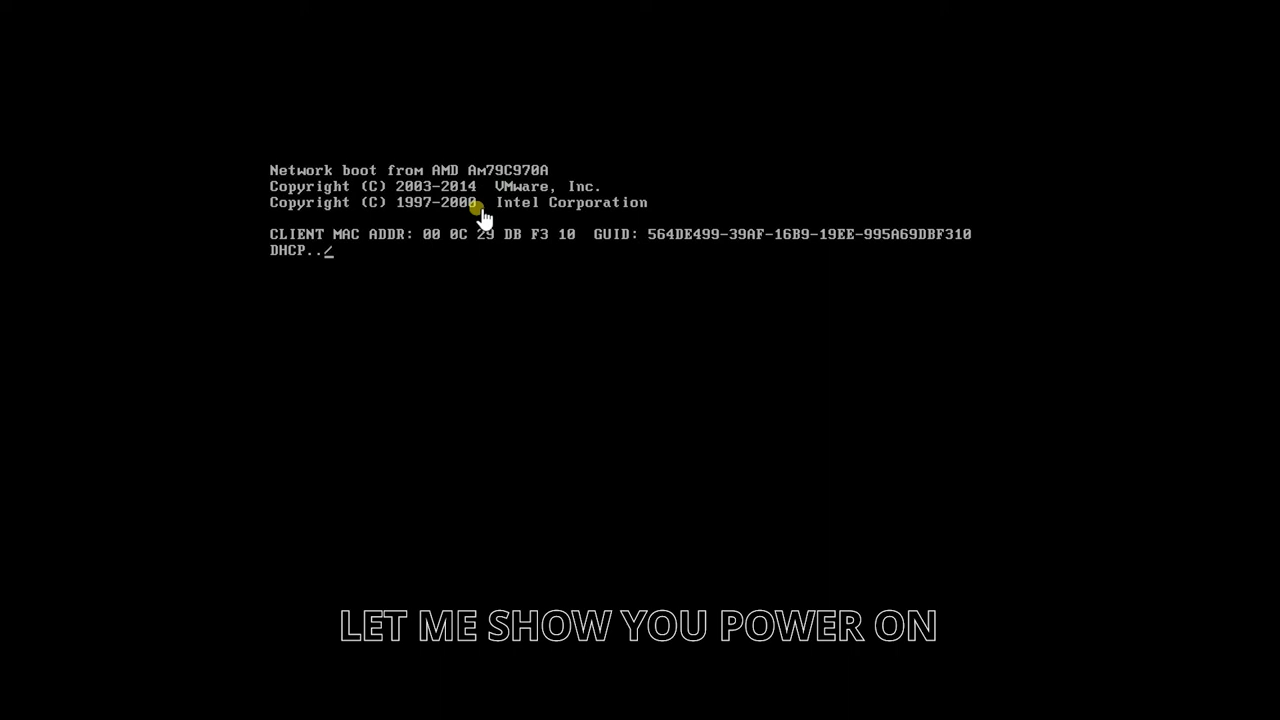 Network boot from AMD Am79C970A
Copyright (C) 2003-2014  VMware, Inc.
Copyright (C) 1997-2000  Intel Corporation
CLIENT MAC ADDR: 00 0C 29 DB F3 10  GUID: 564DE499-39AF-16B9-19EE-995A69DBF310
DHCP../
LET ME SHOW YOU POWER ON